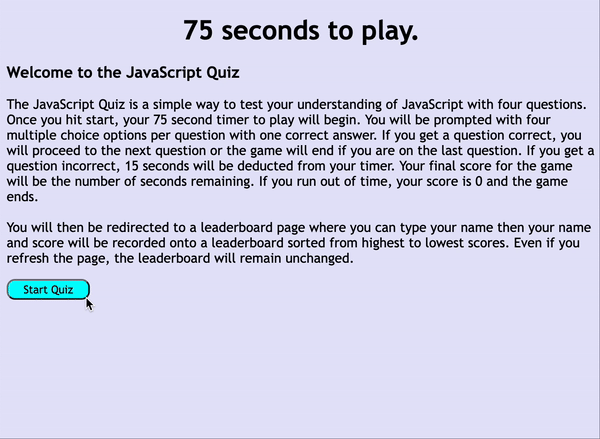 75 seconds to play.
Welcome to the JavaScript Quiz
The JavaScript Quiz is a simple way to test your understanding of JavaScript with four questions.
Once you hit start, your 75 second timer to play will begin. You will be prompted with four
multiple choice options per question with one correct answer. If you get a question correct, you
will proceed to the next question or the game will end if you are on the last question. If you get a
question incorrect, 15 seconds will be deducted from your timer. Your final score for the game
will be the number of seconds remaining. If you run out of time, your score is 0 and the game
ends.
You will then be redirected to a leaderboard page where you can type your name then your name
and score will be recorded onto a leaderboard sorted from highest to lowest scores. Even if you
refresh the page, the leaderboard will remain unchanged.
Start Quiz